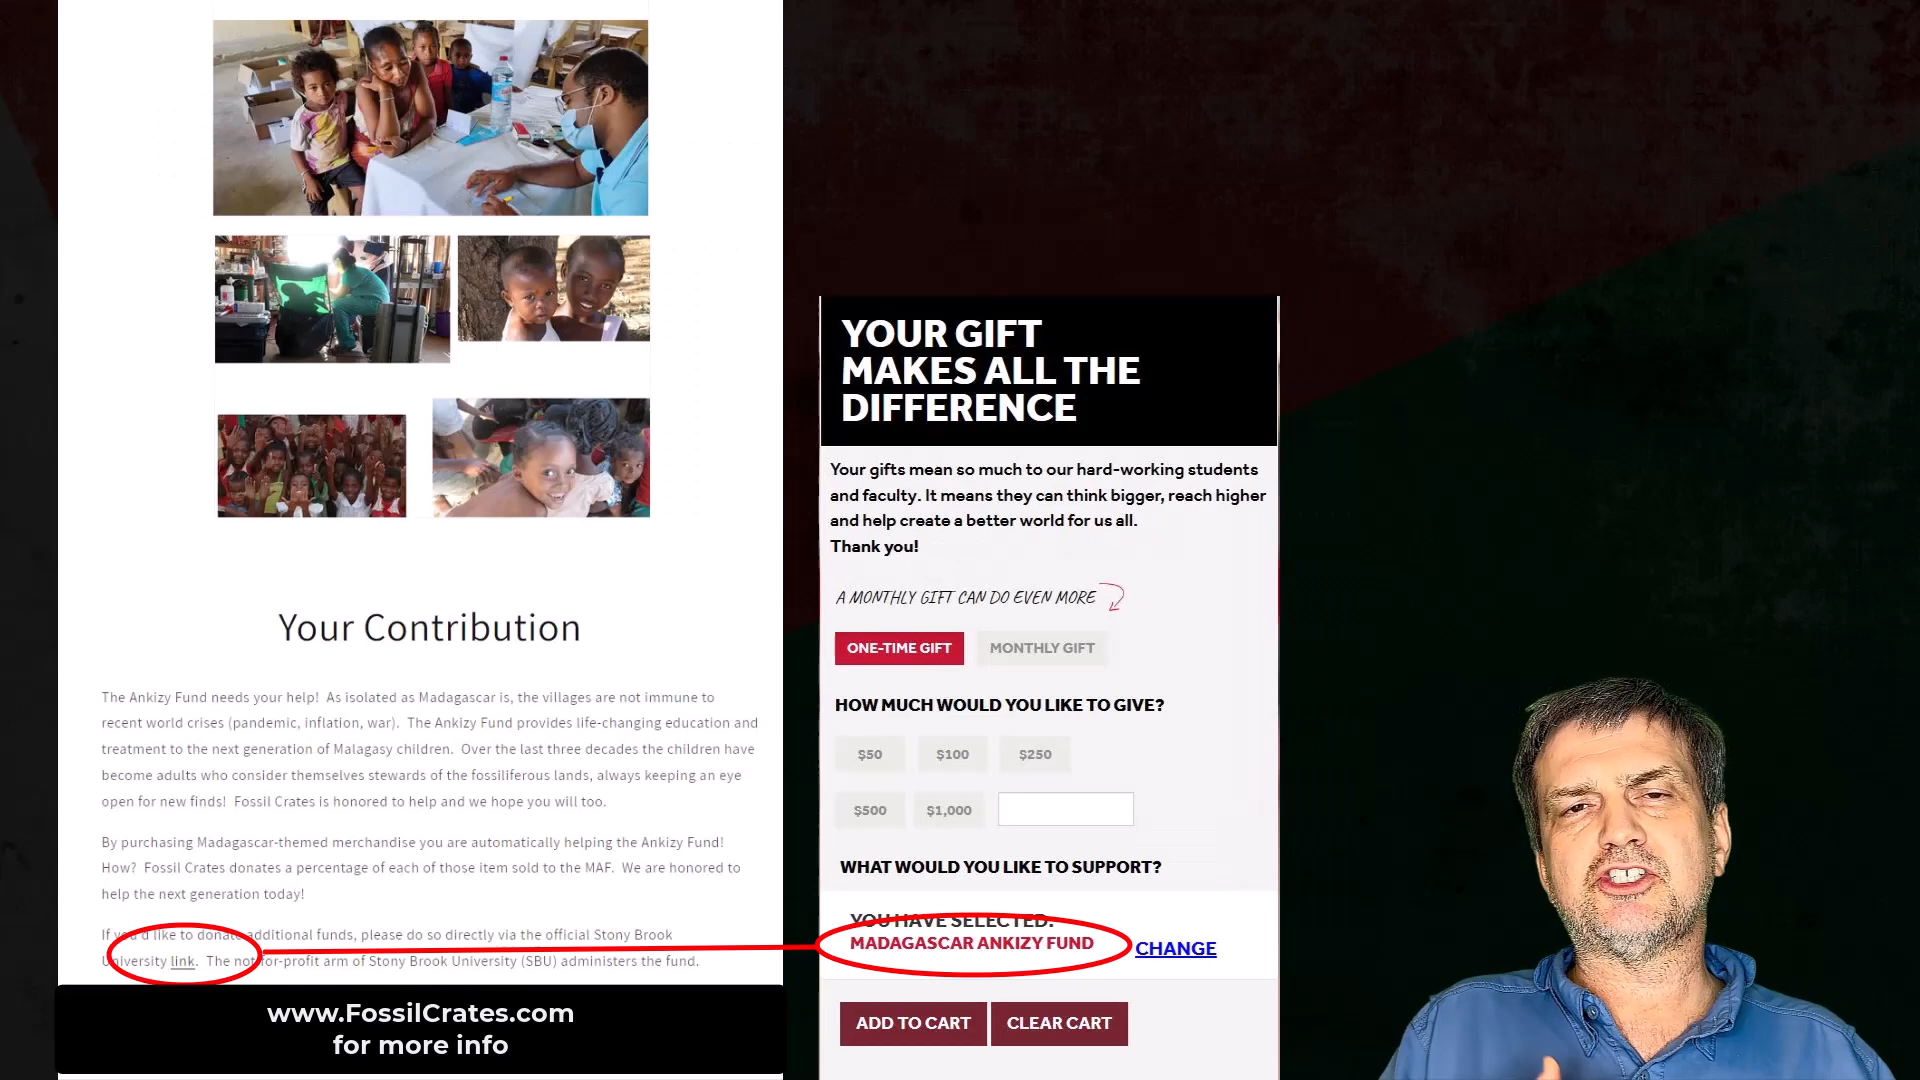 Your Contribution
The Ankizy Fund needs your help! As isolated as Madagascar is, the villages are not immune to
recent world crises (pandemic, inflation, war). The Ankizy Fund provides life-changing education and
treatment to the next generation of Malagasy children. Over the last three decades the children have
become adults who consider themselves stewards of the fossiliferous lands, always keeping an eye
open for new finds! Fossil Crates is honored to help and we hope you will too.
By purchasing Madagascar-themed merchandise you are automatically helping the Ankizy Fund!
How? Fossil Crates donates a percentage of each of those item sold to the MAF. We are honored to
help the next generation today!
If you'd like to donate additional funds, please do so directly via the official Stony Brook
University link. The not-for-profit arm of Stony Brook University (SBU) administers the fund.
www.FossilCrates.com
for more info
YOUR GIFT
MAKES ALL THE
DIFFERENCE
Your gifts mean so much to our hard-working students
and faculty. It means they can think bigger, reach higher
and help create a better world for us all.
Thank you!
A MONTHLY GIFT CAN DO EVEN MORE
ONE-TIME GIFT MONTHLY GIFT
HOW MUCH WOULD YOU LIKE TO GIVE?
$50 $100 $250
$500 $1,000
WHAT WOULD YOU LIKE TO SUPPORT?
YOU HAVE SELECTED:
MADAGASCAR ANKIZY FUND CHANGE
ADD TO CART CLEAR CART